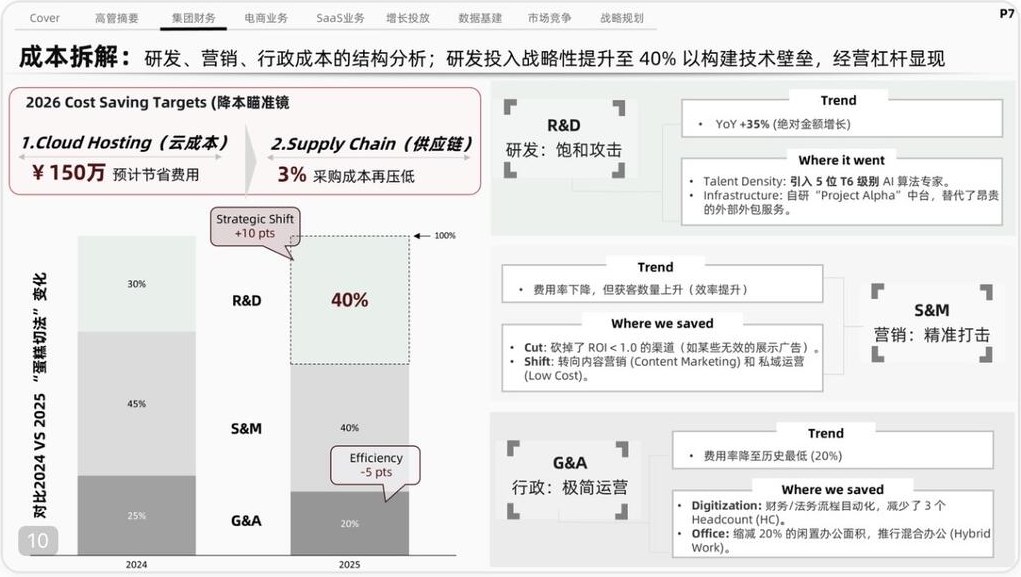 Cover 高管摘要 集团财务 电商业务 SaaS业务 增长投放 数据基建 市场竞争 战略规划
P7
成本拆解：研发、营销、行政成本的结构分析；研发投入战略性提升至 40% 以构建技术壁垒，经营杠杆显现
2026 Cost Saving Targets (降本瞄准镜
1.Cloud Hosting（云成本）
¥150万 预计节省费用
2.Supply Chain（供应链）
3% 采购成本再压低
对比2024 VS 2025 “蛋糕切法” 变化
Strategic Shift
+10 pts
100%
30%
R&D
40%
45%
S&M
40%
Efficiency
-5 pts
25%
G&A
20%
2024
2025
10
R&D
研发：饱和攻击
Trend
• YoY +35% (绝对金额增长)
Where it went
• Talent Density: 引入 5 位 T6 级别 AI 算法专家。
• Infrastructure: 自研 “Project Alpha” 中台，替代了昂贵
的外部外包服务。
Trend
• 费用率下降，但获客数量上升（效率提升）
Where we saved
• Cut: 砍掉了 ROI < 1.0 的渠道（如某些无效的展示广告）。
• Shift: 转向内容营销 (Content Marketing) 和 私域运营
(Low Cost)。
S&M
营销：精准打击
G&A
行政：极简运营
Trend
• 费用率降至历史最低 (20%)
Where we saved
• Digitization: 财务/法务流程自动化，减少了 3 个
Headcount (HC)。
• Office: 缩减 20% 的闲置办公面积，推行混合办公 (Hybrid
Work)。